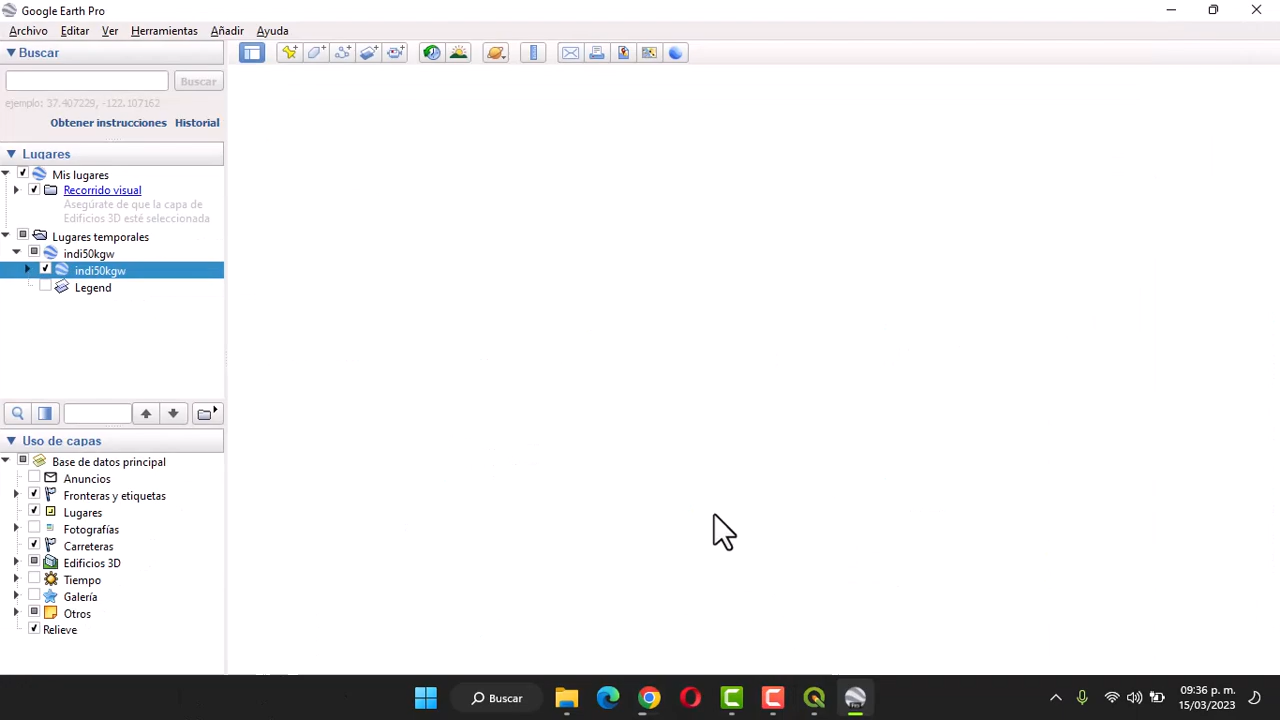 Google Earth Pro
Archivo Editar Ver Herramientas Añadir Ayuda
Buscar
Buscar
ejemplo: 37.407229, -122.107162
Obtener instrucciones Historial
Lugares
Mis lugares
Recorrido visual
Asegúrate de que la capa de
Edificios 3D esté seleccionada
Lugares temporales
indi50kgw
indi50kgw
Legend
Uso de capas
Base de datos principal
Anuncios
Fronteras y etiquetas
Lugares
Fotografías
Carreteras
Edificios 3D
Tiempo
Galería
Otros
Relieve
Buscar
09:36 p. m.
15/03/2023